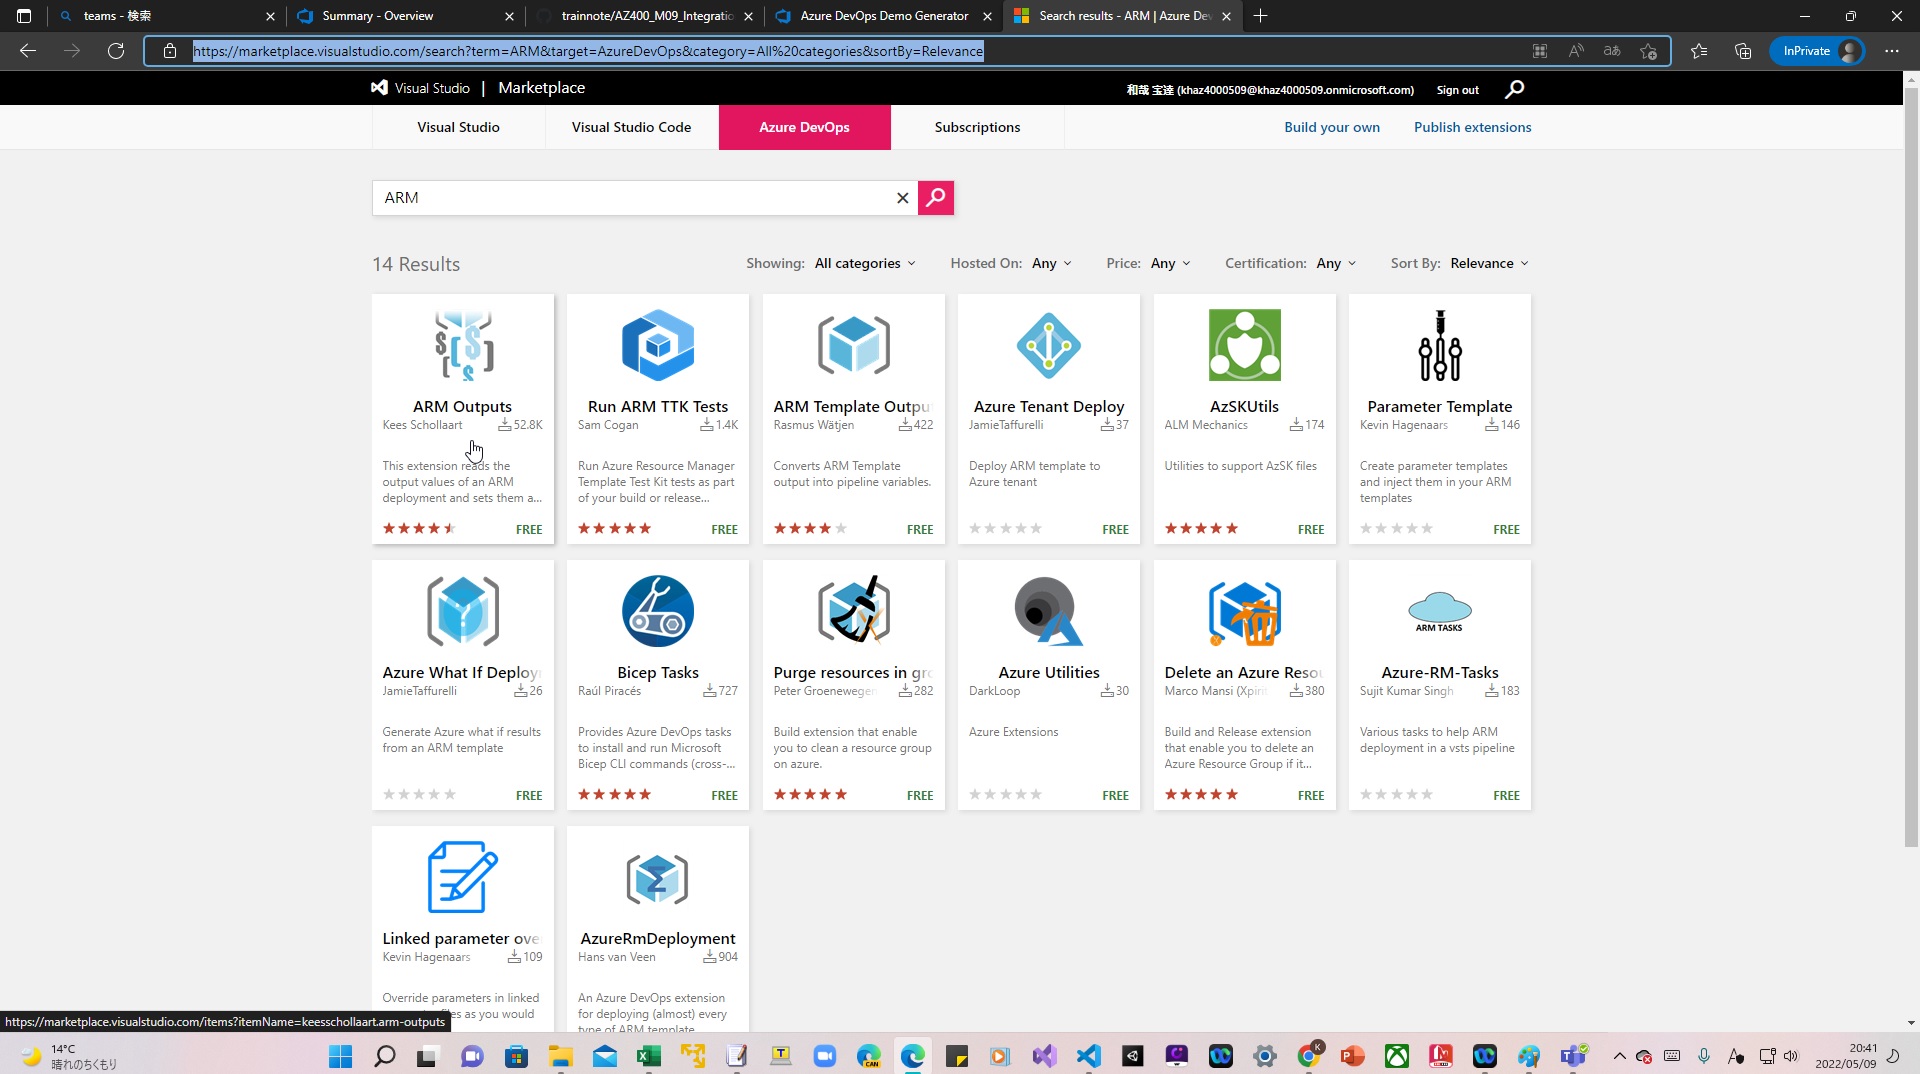 teams - 検索
Summary - Overview
trainnote/AZ400_M09_Integratio
Azure DevOps Demo Generator
Search results - ARM | Azure De
https://marketplace.visualstudio.com/search?term=ARM&target=AzureDevOps&category=All%20categories&sortBy=Relevance
InPrivate
Visual Studio | Marketplace
和哉 宝達 (khaz4000509@khaz4000509.onmicrosoft.com) Sign out
Visual Studio
Visual Studio Code
Azure DevOps
Subscriptions
Build your own
Publish extensions
ARM
14 Results
Showing: All categories
Hosted On: Any
Price: Any
Certification: Any
Sort By: Relevance
ARM Outputs
Kees Schollaart 52.8K
This extension reads the
output values of an ARM
deployment and sets them a...
FREE
Run ARM TTK Tests
Sam Cogan 1.4K
Run Azure Resource Manager
Template Test Kit tests as part
of your build or release...
FREE
ARM Template Outpu
Rasmus Wätjen 422
Converts ARM Template
output into pipeline variables.
FREE
Azure Tenant Deploy
JamieTaffurelli 37
Deploy ARM template to
Azure tenant
FREE
AzSKUtils
ALM Mechanics 174
Utilities to support AzSK files
FREE
Parameter Template
Kevin Hagenaars 146
Create parameter templates
and inject them in your ARM
templates
FREE
Azure What If Deploy
JamieTaffurelli 26
Generate Azure what if results
from an ARM template
FREE
Bicep Tasks
Raúl Piracés 727
Provides Azure DevOps tasks
to install and run Microsoft
Bicep CLI commands (cross-...
FREE
Purge resources in gr
Peter Groenewegen 282
Build extension that enable
you to clean a resource group
on azure.
FREE
Azure Utilities
DarkLoop 30
Azure Extensions
FREE
Delete an Azure Reso
Marco Mansi (Xpiri 380
Build and Release extension
that enable you to delete an
Azure Resource Group if it...
FREE
ARM TASKS
Azure-RM-Tasks
Sujit Kumar Singh 183
Various tasks to help ARM
deployment in a vsts pipeline
FREE
Linked parameter ove
Kevin Hagenaars 109
Override parameters in linked
es as you would
AzureRmDeployment
Hans van Veen 904
An Azure DevOps extension
for deploying (almost) every
type of ARM template
https://marketplace.visualstudio.com/items?itemName=keesschollaart.arm-outputs
14°C
晴れのちくもり
20:41
2022/05/09